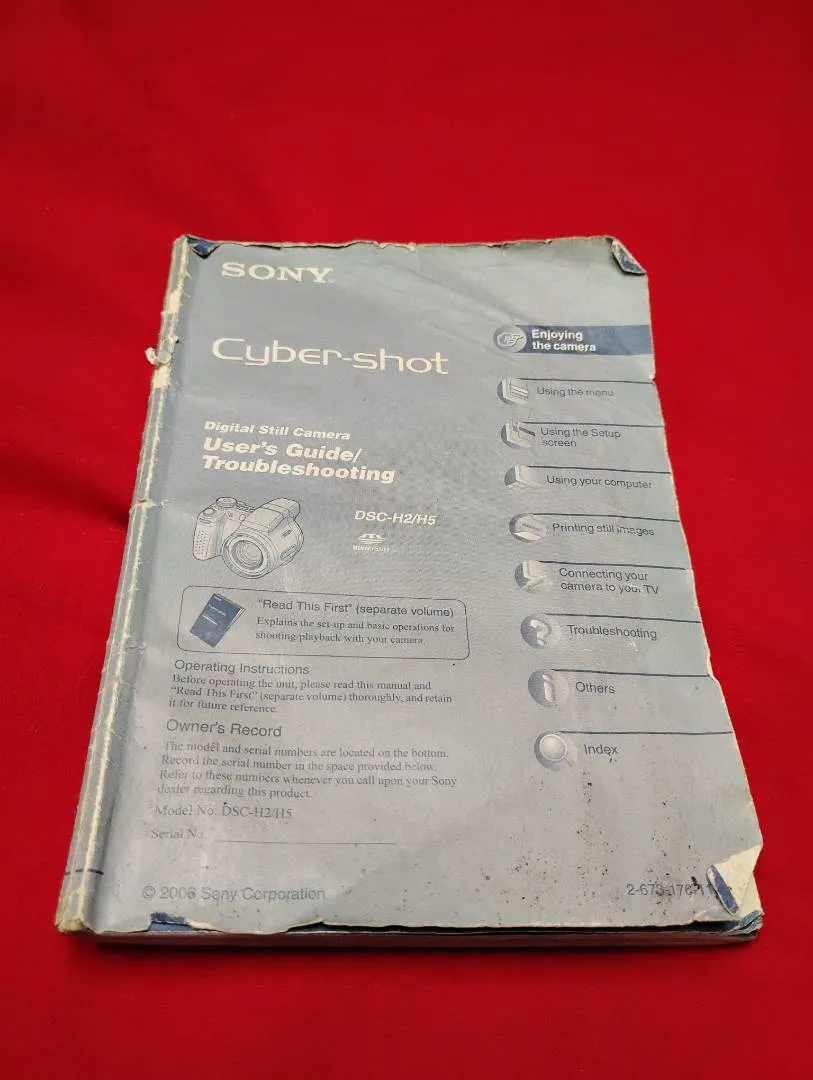 SONY
Cyber-shot
Digital Still Camera
User's Guide/
Troubleshooting
DSC-H2/H5
MEMORY STICK
"Read This First" (separate volume)
Explains the set-up and basic operations for
shooting/playback with your camera.
Operating Instructions
Before operating the unit, please read this manual and
"Read This First" (separate volume) thoroughly, and retain
it for future reference.
Owner's Record
The model and serial numbers are located on the bottom.
Record the serial number in the space provided below.
Refer to these numbers whenever you call upon your Sony
dealer regarding this product.
Model No. DSC-H2/H5
Serial No.
© 2006 Sony Corporation
Enjoying
the camera
Using the menu
Using the Setup
screen
Using your computer
Printing still images
Connecting your
camera to your TV
Troubleshooting
Others
Index